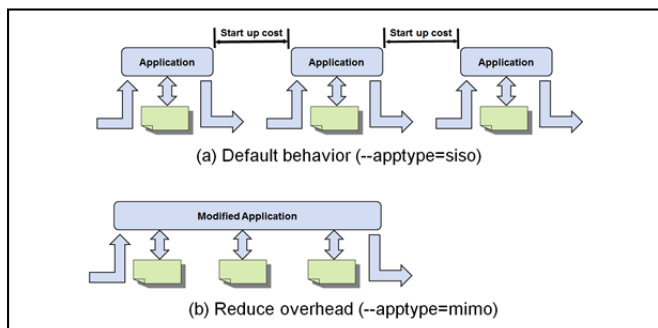 Start up cost
Start up cost
Application
Application
Application
(a) Default behavior (--apptype=siso)
Modified Application
(b) Reduce overhead (--apptype=mimo)